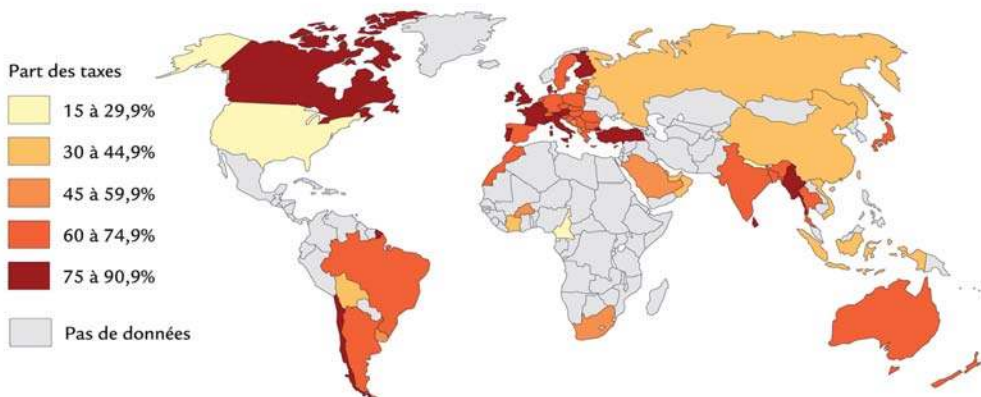 Part des taxes
15 à 29,9%
30 à 44,9%
45 à 59,9%
60 à 74,9%
75 à 90,9%
Pas de données